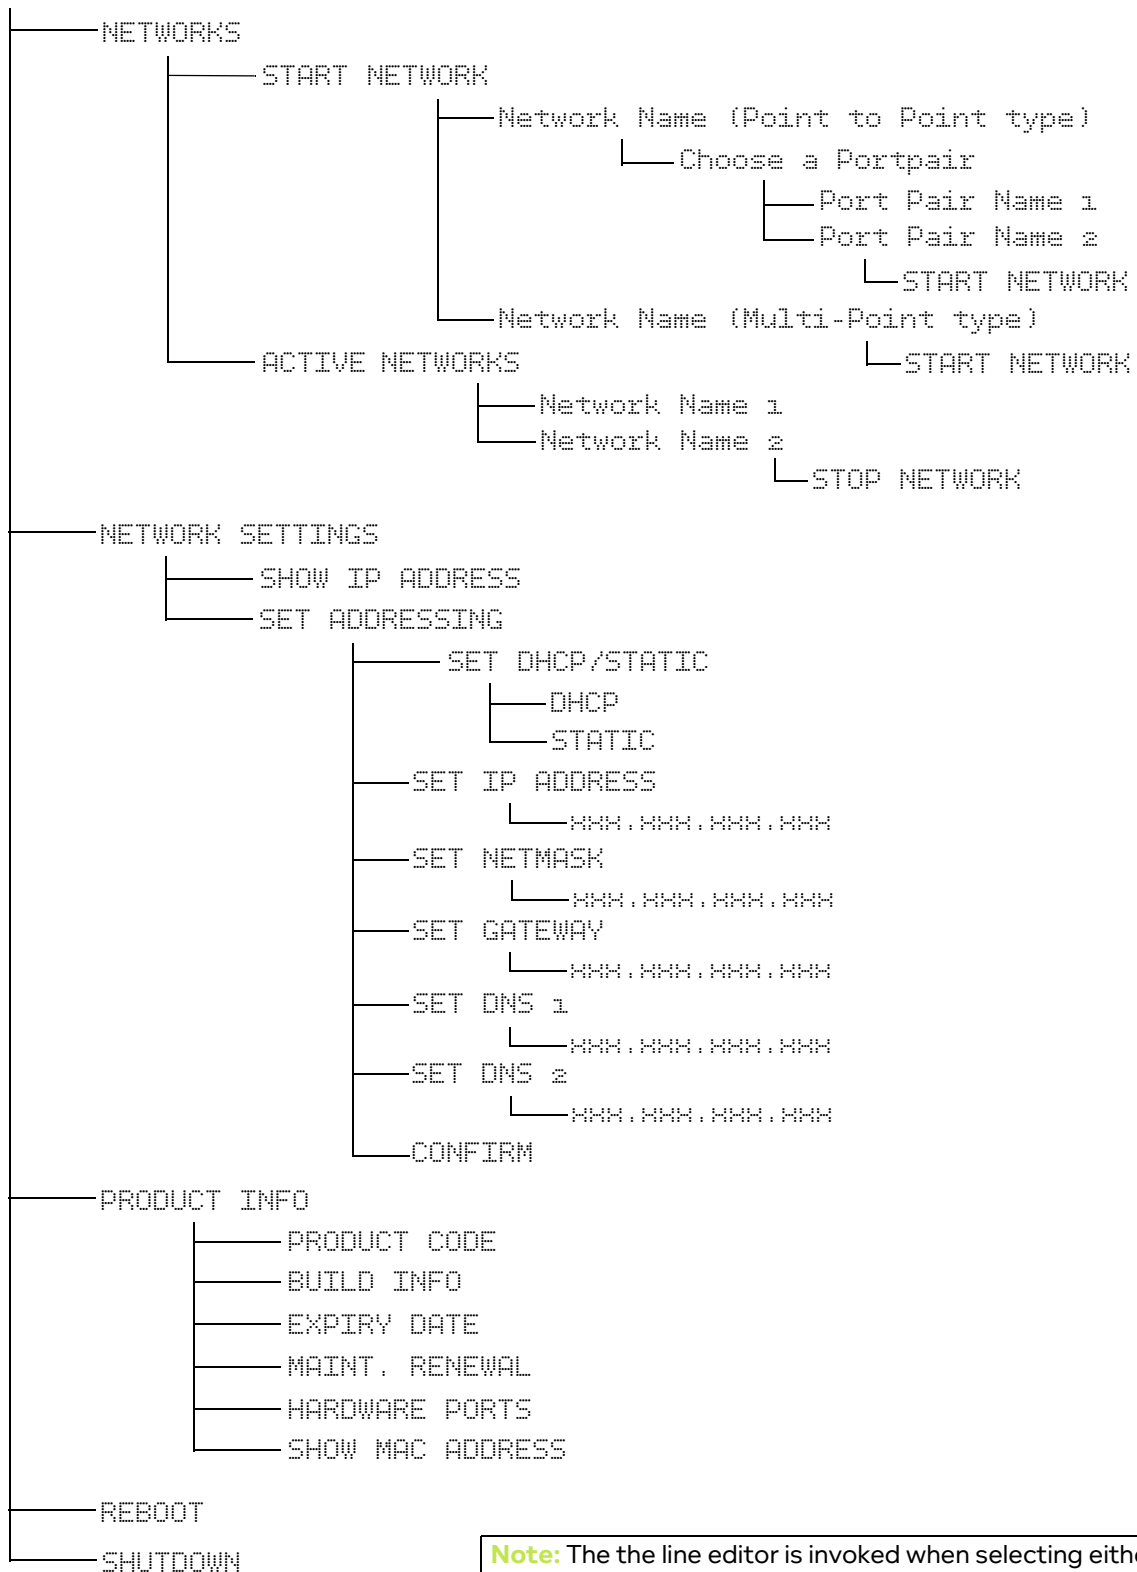 NETWORKS
START NETWORK
Network Name (Point to Point type)
Choose a Portpair
Port Pair Name 1
Port Pair Name 2
START NETWORK
Network Name (Multi-Point type)
START NETWORK
ACTIVE NETWORKS
Network Name 1
Network Name 2
STOP NETWORK
NETWORK SETTINGS
SHOW IP ADDRESS
SET ADDRESSING
SET DHCP/STATIC
DHCP
STATIC
SET IP ADDRESS
XXX.XXX.XXX.XXX
SET NETMASK
XXX.XXX.XXX.XXX
SET GATEWAY
XXX.XXX.XXX.XXX
SET DNS 1
XXX.XXX.XXX.XXX
SET DNS 2
XXX.XXX.XXX.XXX
CONFIRM
PRODUCT INFO
PRODUCT CODE
BUILD INFO
EXPIRY DATE
MAINT. RENEWAL
HARDWARE PORTS
SHOW MAC ADDRESS
REBOOT
SHUTDOWN
Note: The the line editor is invoked when selecting